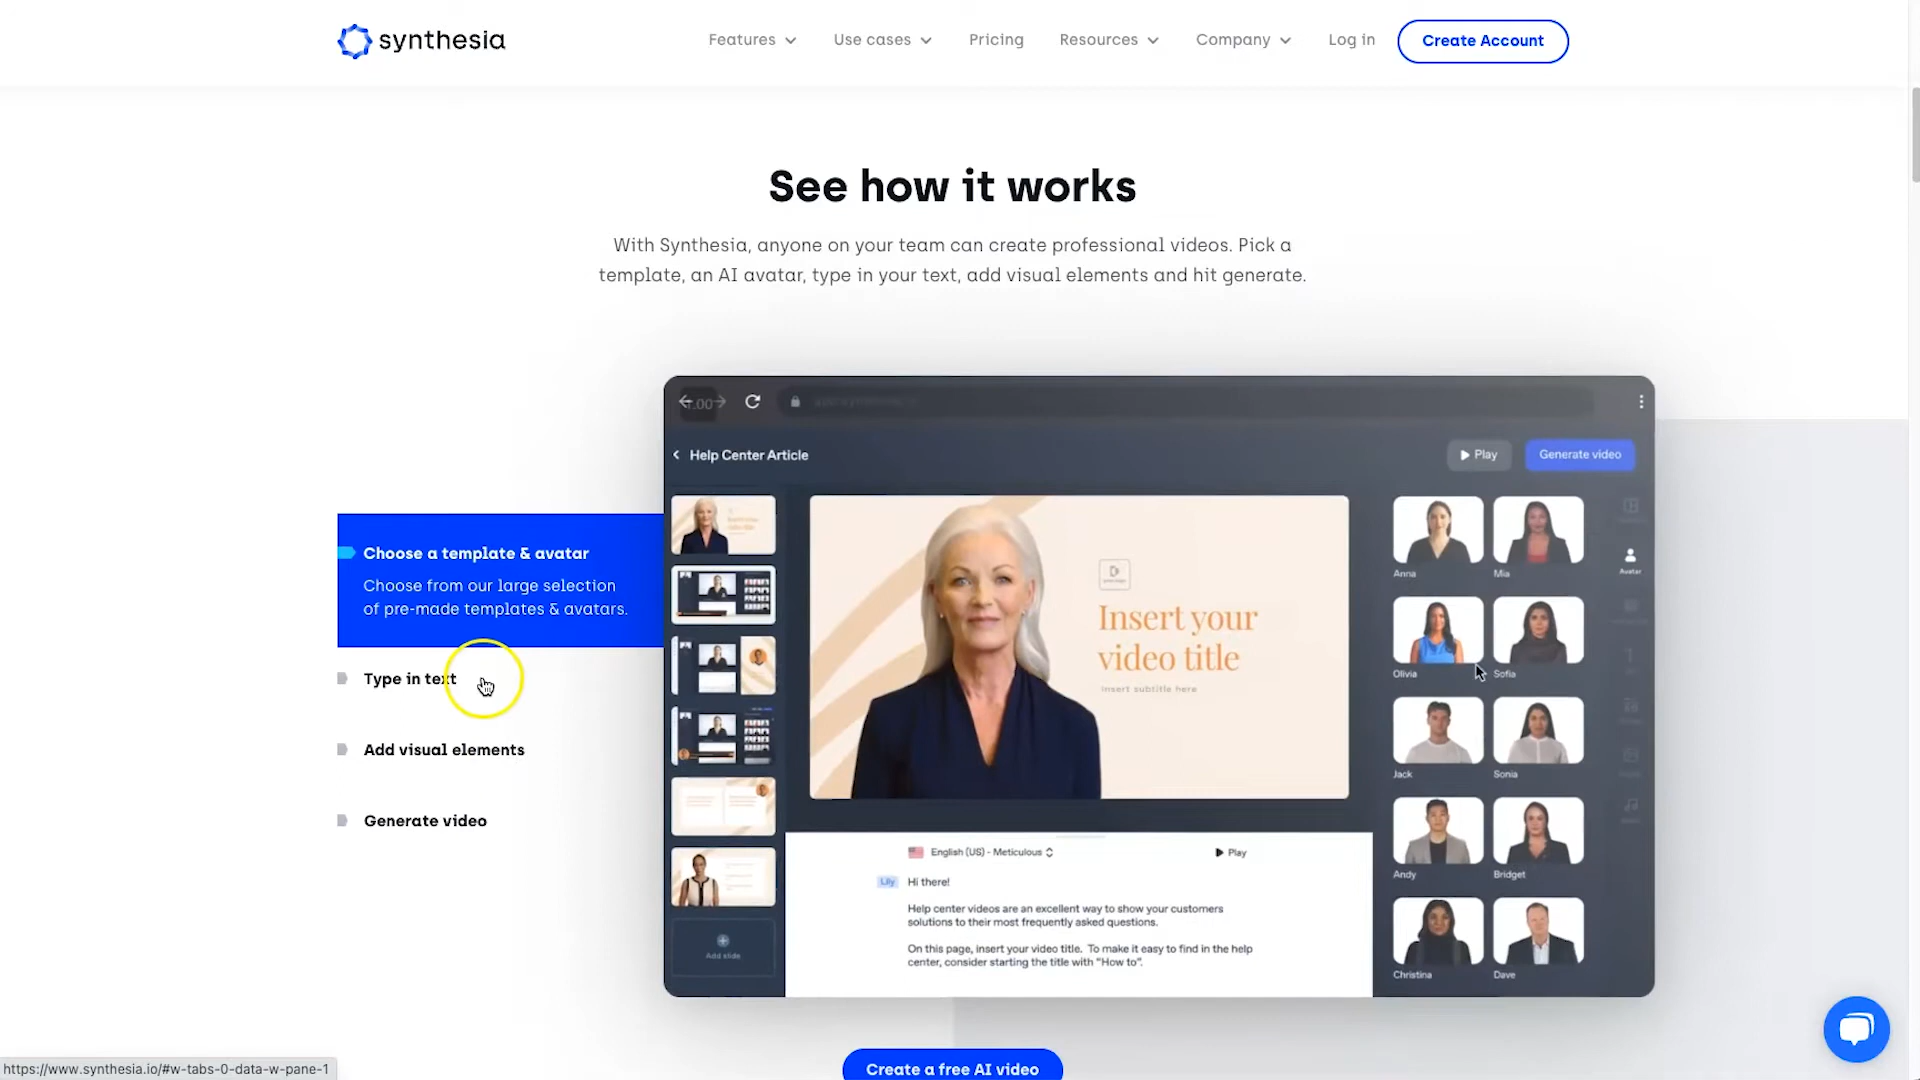 synthesia
Features
Use cases
Pricing
Resources
Company
Log in
Create Account
See how it works
With Synthesia, anyone on your team can create professional videos. Pick a
template, an AI avatar, type in your text, add visual elements and hit generate.
Choose a template & avatar
Choose from our large selection
of pre-made templates & avatars.
Type in text
Add visual elements
Generate video
Help Center Article
Play
Generate video
Insert your
video title
Insert subtitle here
Add slide
English (US) - Meticulous
Play
Lily
Hi there!
Help center videos are an excellent way to show your customers
solutions to their most frequently asked questions.
On this page, insert your video title. To make it easy to find in the help
center, consider starting the title with “How to”.
Anna
Mia
Olivia
Sofia
Jack
Sonia
Andy
Bridget
Christina
Dave
Avatar
Create a free AI video
https://www.synthesia.io/#w-tabs-0-data-w-pane-1